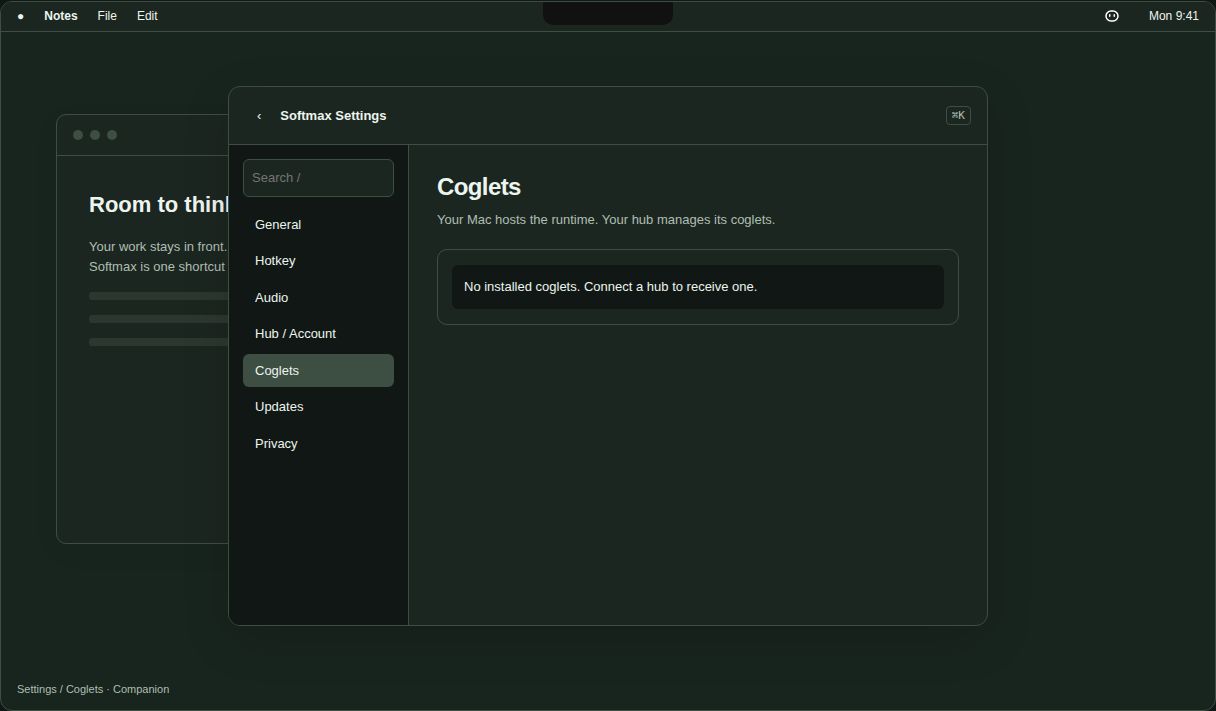 Notes File Edit Mon 9:41
‹ Softmax Settings ⌘K
Room to think
Your work stays in front.
Softmax is one shortcut
Search /
General
Hotkey
Audio
Hub / Account
Coglets
Updates
Privacy
Coglets
Your Mac hosts the runtime. Your hub manages its coglets.
No installed coglets. Connect a hub to receive one.
Settings / Coglets · Companion